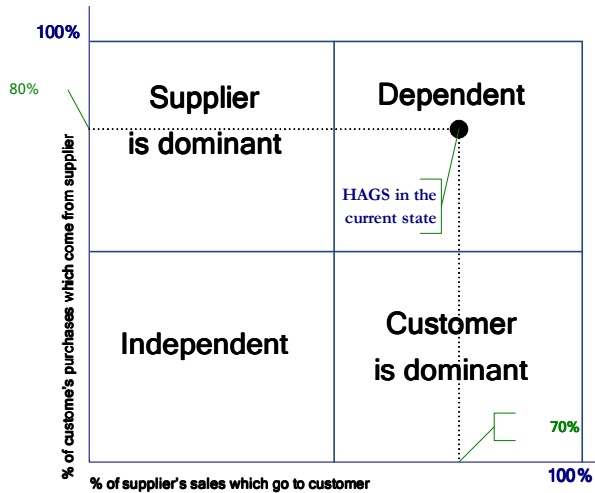 100%
80%
Supplier
is dominant
Dependent
HAGS in the
current state
% of custome's purchases which come from supplier
Independent
Customer
is dominant
70%
% of supplier's sales which go to customer
100%